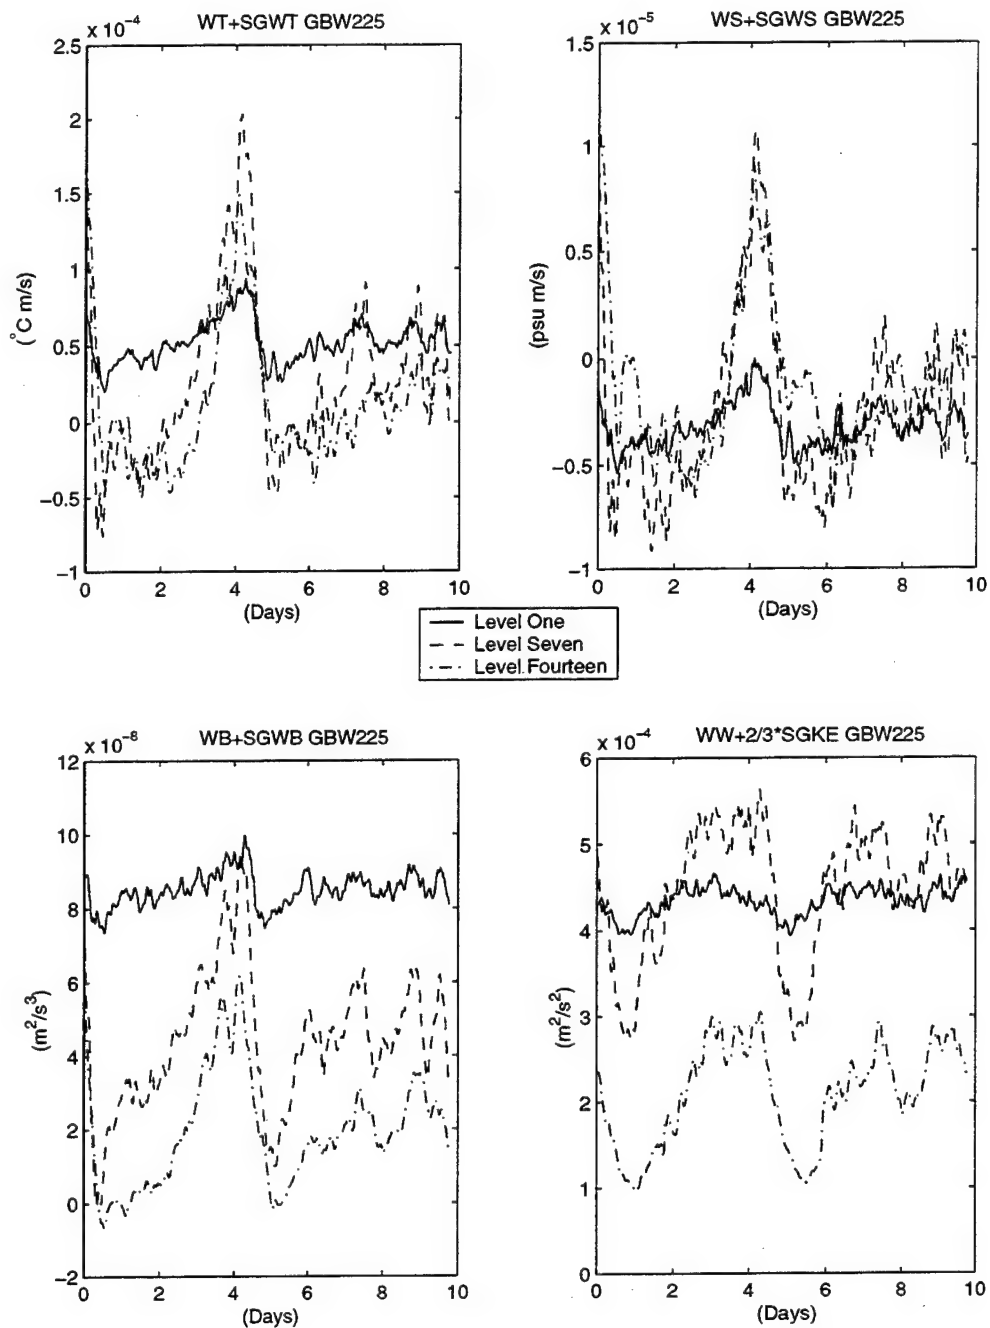 x 10⁻⁴
WT+SGWT GBW225
2.5
2
1.5
1
0.5
0
−0.5
−1
(°C m/s)
0 2 4 6 8 10
(Days)
x 10⁻⁵
WS+SGWS GBW225
1.5
1
0.5
0
−0.5
−1
(psu m/s)
0 2 4 6 8 10
(Days)
Level One
Level Seven
Level Fourteen
x 10⁻⁸
WB+SGWB GBW225
12
10
8
6
4
2
0
−2
(m²/s³)
0 2 4 6 8 10
(Days)
x 10⁻⁴
WW+2/3*SGKE GBW225
6
5
4
3
2
1
0
(m²/s²)
0 2 4 6 8 10
(Days)